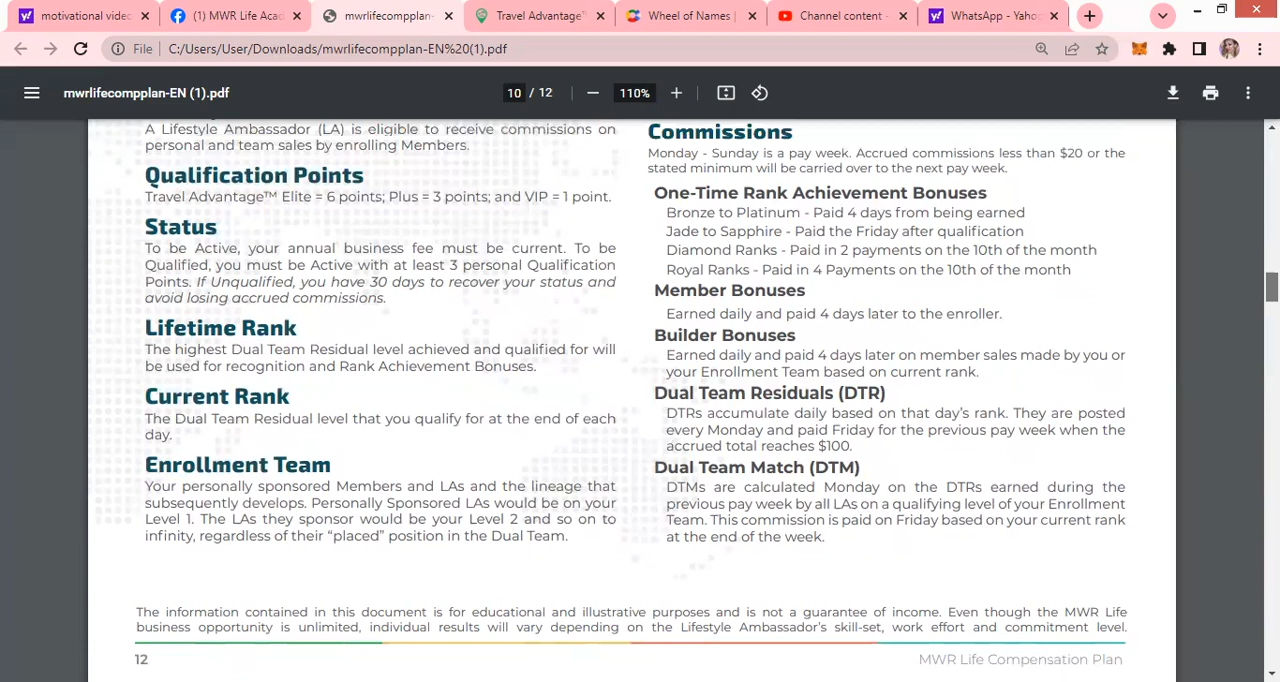 motivational video
(1) MWR Life Aca
mwrlifecompplan-
Travel Advantage™
Wheel of Names |
Channel content -
WhatsApp - Yahoo
File
C:/Users/User/Downloads/mwrlifecompplan-EN%20(1).pdf
mwrlifecompplan-EN (1).pdf
10 / 12
110%
A Lifestyle Ambassador (LA) is eligible to receive commissions on
personal and team sales by enrolling Members.
Qualification Points
Travel Advantage™ Elite = 6 points; Plus = 3 points; and VIP = 1 point.
Status
To be Active, your annual business fee must be current. To be
Qualified, you must be Active with at least 3 personal Qualification
Points. If Unqualified, you have 30 days to recover your status and
avoid losing accrued commissions.
Lifetime Rank
The highest Dual Team Residual level achieved and qualified for will
be used for recognition and Rank Achievement Bonuses.
Current Rank
The Dual Team Residual level that you qualify for at the end of each
day.
Enrollment Team
Your personally sponsored Members and LAs and the lineage that
subsequently develops. Personally Sponsored LAs would be on your
Level 1. The LAs they sponsor would be your Level 2 and so on to
infinity, regardless of their “placed” position in the Dual Team.
Commissions
Monday - Sunday is a pay week. Accrued commissions less than $20 or the
stated minimum will be carried over to the next pay week.
One-Time Rank Achievement Bonuses
Bronze to Platinum - Paid 4 days from being earned
Jade to Sapphire - Paid the Friday after qualification
Diamond Ranks - Paid in 2 payments on the 10th of the month
Royal Ranks - Paid in 4 Payments on the 10th of the month
Member Bonuses
Earned daily and paid 4 days later to the enroller.
Builder Bonuses
Earned daily and paid 4 days later on member sales made by you or
your Enrollment Team based on current rank.
Dual Team Residuals (DTR)
DTRs accumulate daily based on that day’s rank. They are posted
every Monday and paid Friday for the previous pay week when the
accrued total reaches $100.
Dual Team Match (DTM)
DTMs are calculated Monday on the DTRs earned during the
previous pay week by all LAs on a qualifying level of your Enrollment
Team. This commission is paid on Friday based on your current rank
at the end of the week.
The information contained in this document is for educational and illustrative purposes and is not a guarantee of income. Even though the MWR Life
business opportunity is unlimited, individual results will vary depending on the Lifestyle Ambassador’s skill-set, work effort and commitment level.
12
MWR Life Compensation Plan